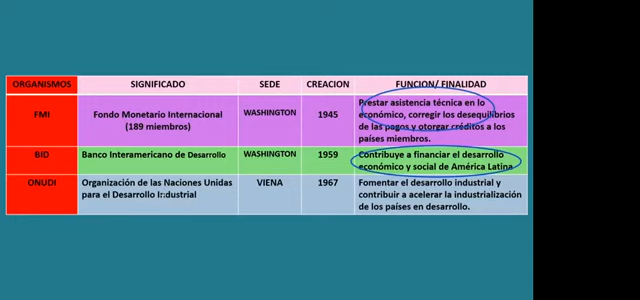 ORGANISMOS SIGNIFICADO SEDE CREACION FUNCION/ FINALIDAD
FMI
Fondo Monetario Internacional
(189 miembros)
WASHINGTON
1945
Prestar asistencia técnica en lo
económico, corregir los desequilibrios
de las pagos y otorgar créditos a los
países miembros.
BID
Banco Interamericano de Desarrollo
WASHINGTON
1959
Contribuye a financiar el desarrollo
económico y social de América Latina
ONUDI
Organización de las Naciones Unidas
para el Desarrollo Industrial
VIENA
1967
Fomentar el desarrollo industrial y
contribuir a acelerar la industrialización
de los países en desarrollo.